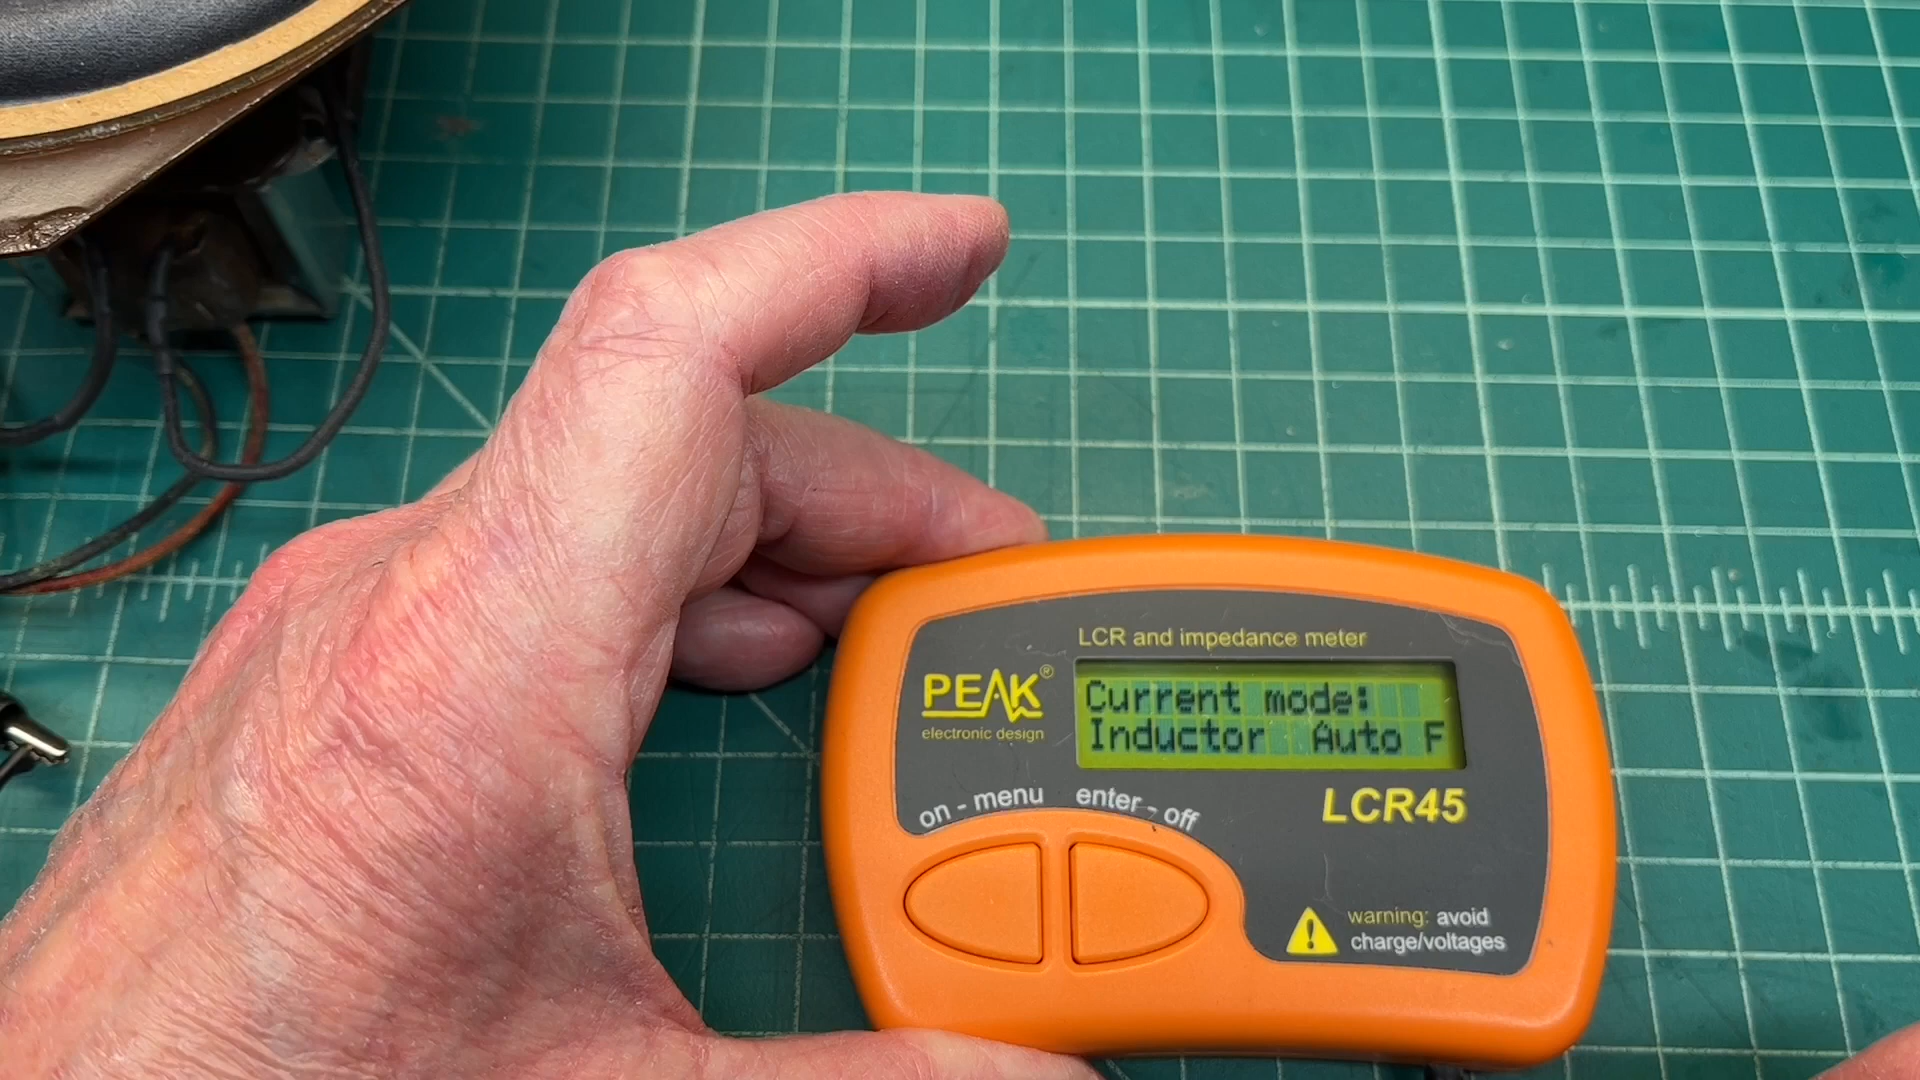 LCR and impedance meter
PEAK®
electronic design
Current mode:
Inductor Auto F
LCR45
on - menu
enter - off
warning: avoid
charge/voltages